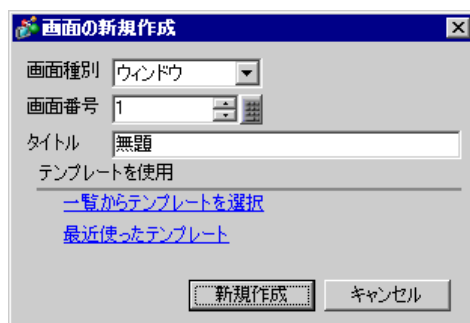 画面の新規作成
画面種別 ウィンドウ
画面番号 1
タイトル 無題
テンプレートを使用
一覧からテンプレートを選択
最近使ったテンプレート
新規作成 キャンセル